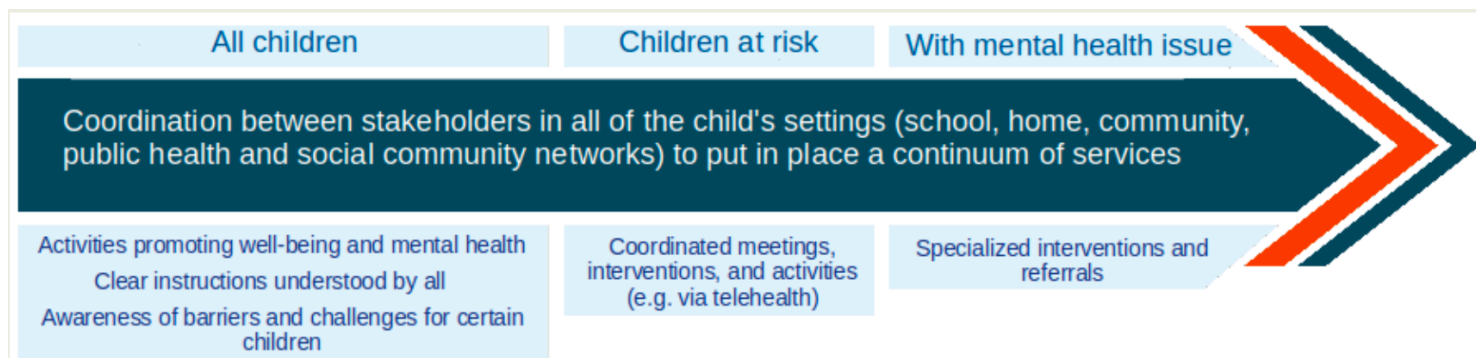 All children
Children at risk
With mental health issue
Coordination between stakeholders in all of the child's settings (school, home, community,
public health and social community networks) to put in place a continuum of services
Activities promoting well-being and mental health
Clear instructions understood by all
Awareness of barriers and challenges for certain
children
Coordinated meetings,
interventions, and activities
(e.g. via telehealth)
Specialized interventions and
referrals